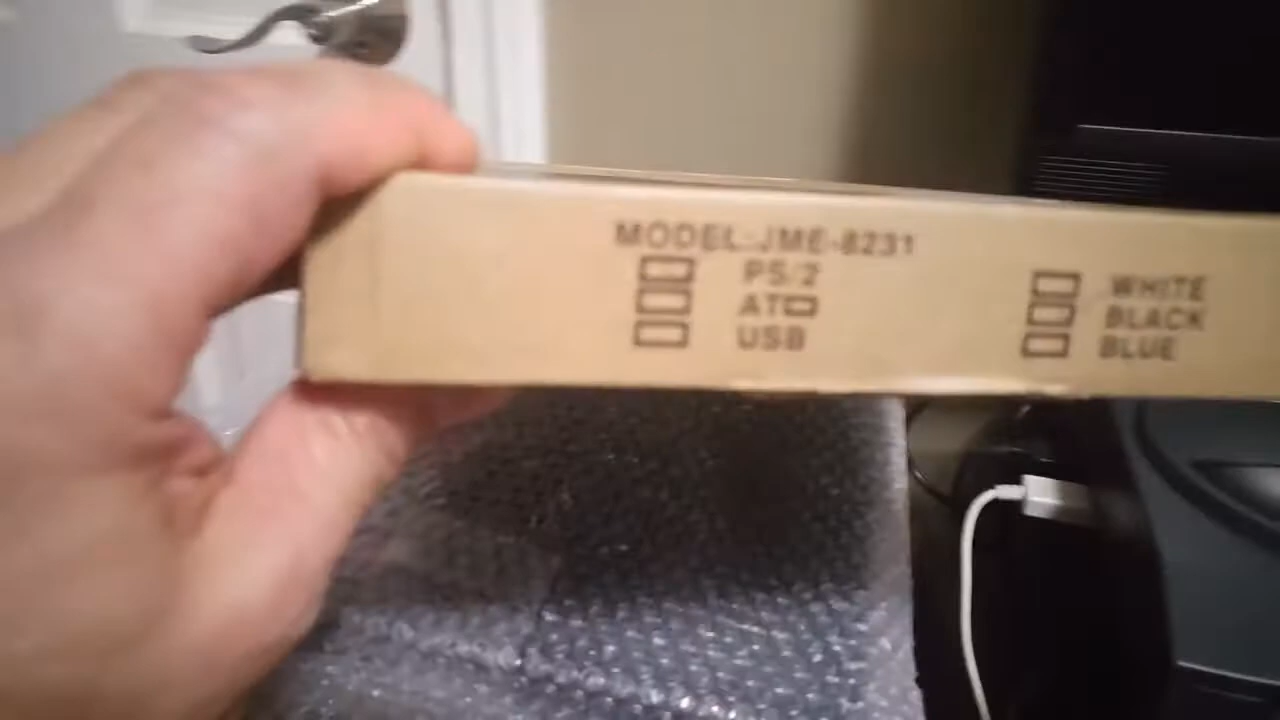 MODEL:JME-8231
PS/2
AT
USB
WHITE
BLACK
BLUE